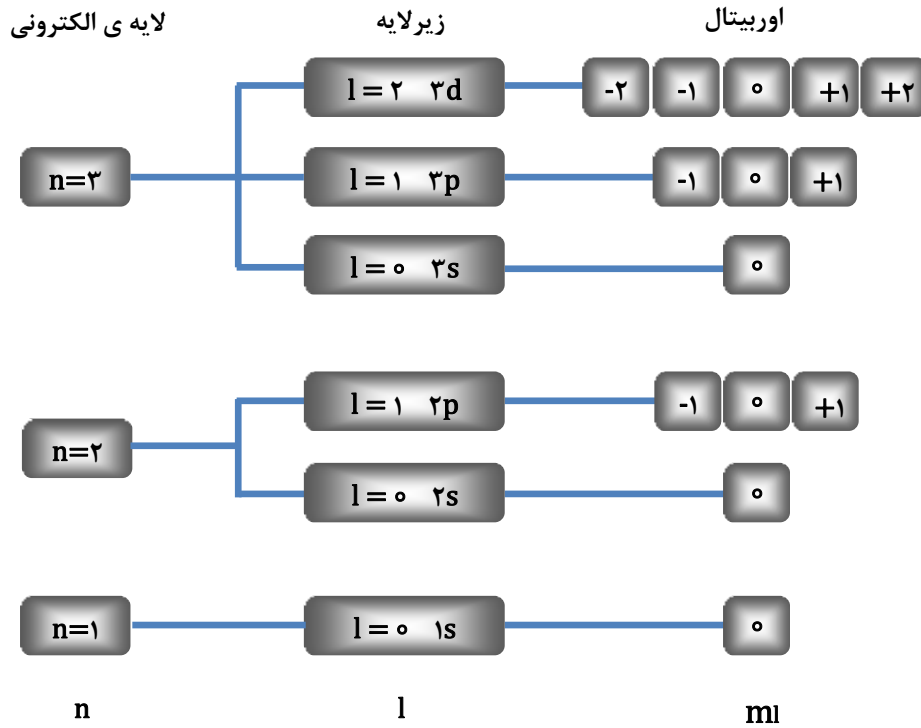 لایه ی الکترونی زیرلایه اوربیتال
l = ۲ ۳d -۲ -۱ ۰ +۱ +۲
n=۳ l = ۱ ۳p -۱ ۰ +۱
l = ۰ ۳s ۰
l = ۱ ۲p -۱ ۰ +۱
n=۲
l = ۰ ۲s ۰
n=۱ l = ۰ ۱s ۰
n l ml